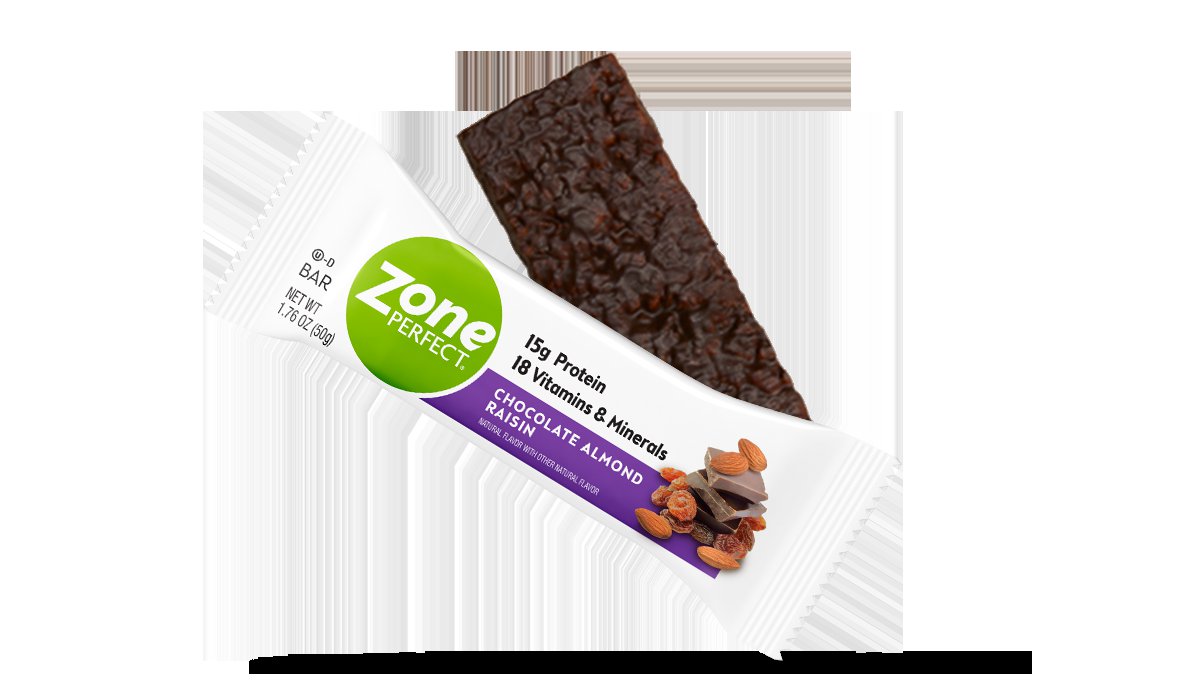 Ⓤ-D
BAR
NET WT
1.76 OZ (50g)
Zone
PERFECT®
15g Protein
18 Vitamins & Minerals
CHOCOLATE ALMOND
RAISIN
NATURAL FLAVOR WITH OTHER NATURAL FLAVOR